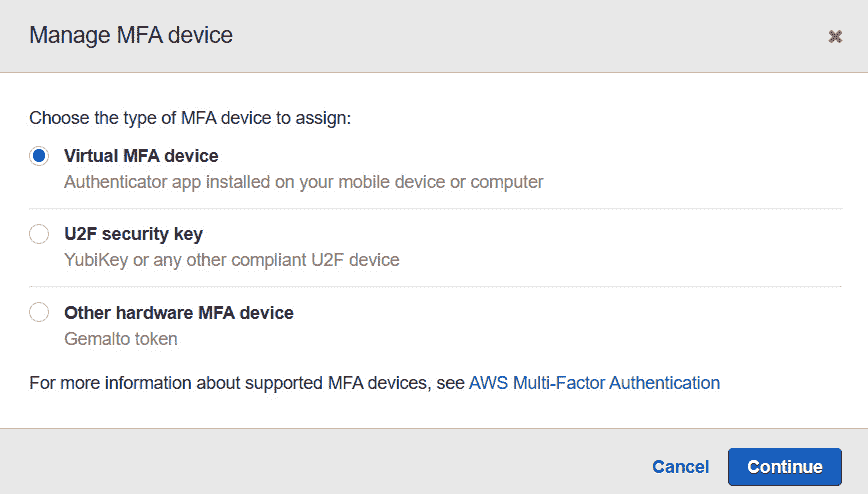 Manage MFA device
Choose the type of MFA device to assign:
Virtual MFA device
Authenticator app installed on your mobile device or computer
U2F security key
YubiKey or any other compliant U2F device
Other hardware MFA device
Gemalto token
For more information about supported MFA devices, see AWS Multi-Factor Authentication
Cancel Continue